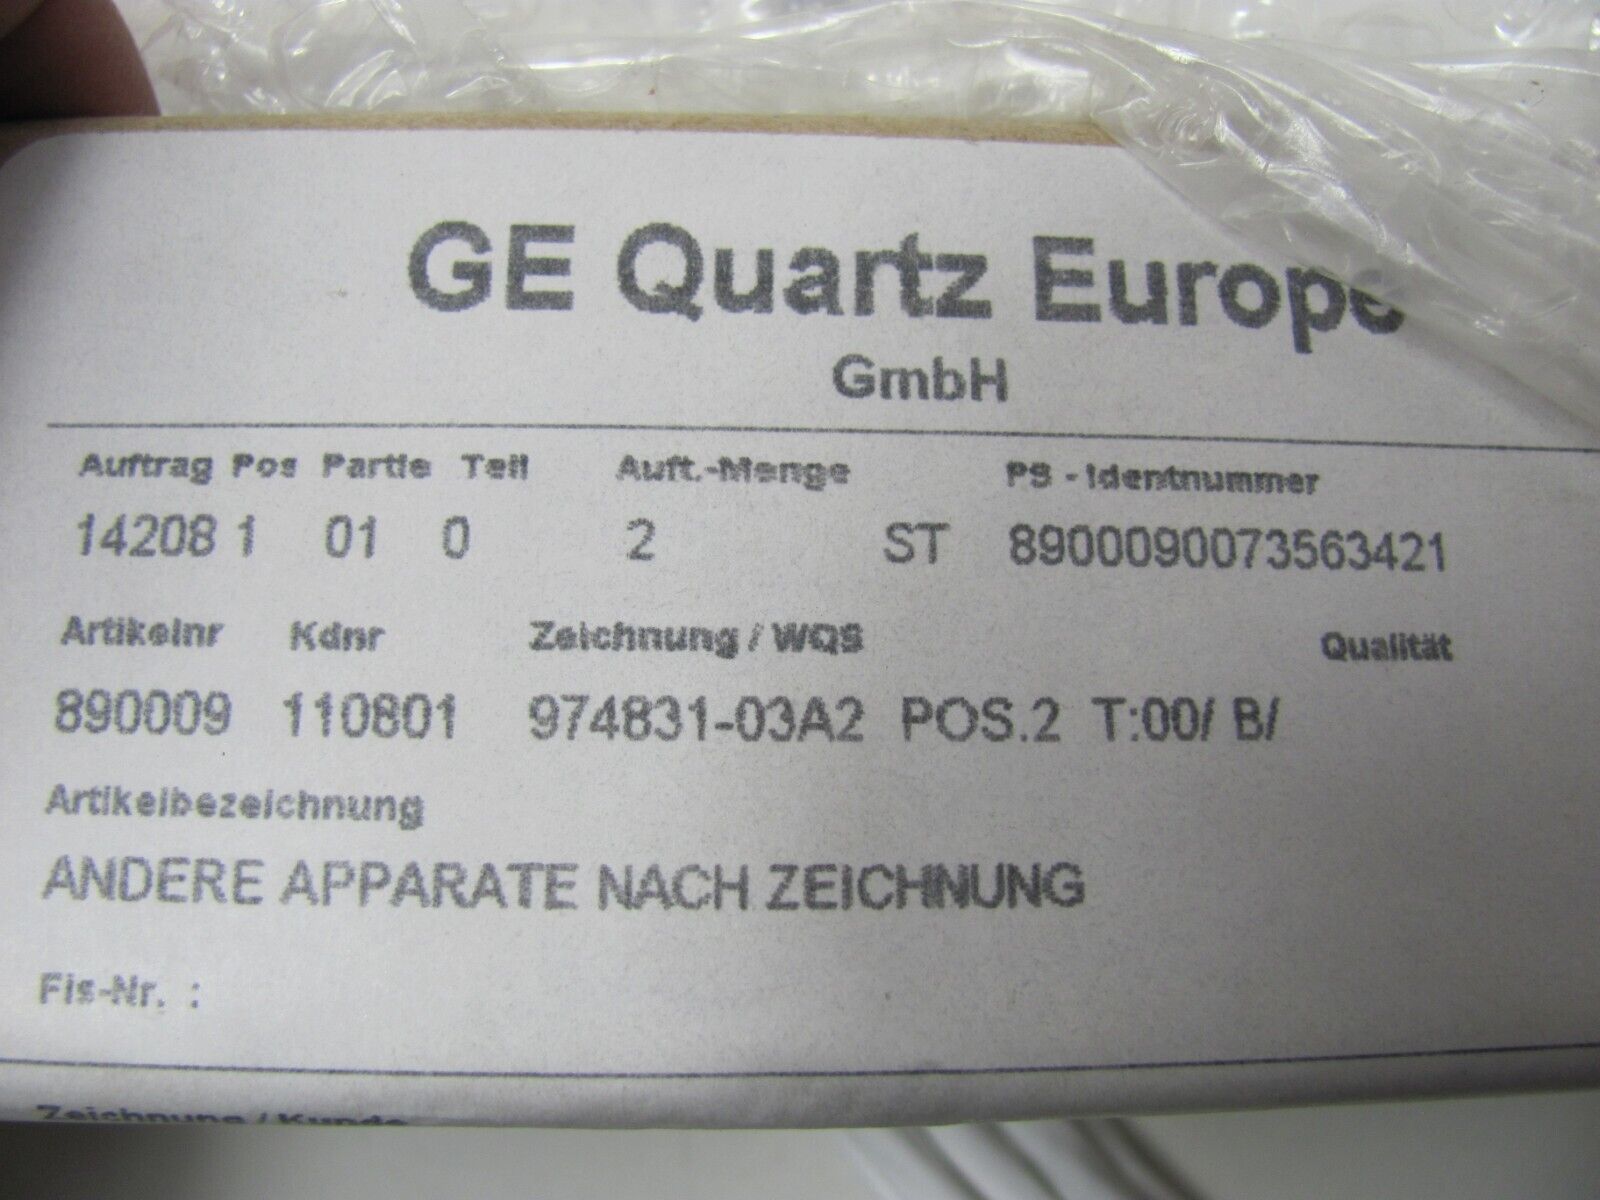 GE Quartz Europe
GmbH
Auftrag Pos Partie Teil Auft.-Menge PS - Identnummer
14208 1 01 0 2 ST 8900090073563421
Artikelnr Kdnr Zeichnung / WQS Qualität
890009 110801 974831-03A2 POS.2 T:00/ B/
Artikelbezeichnung
ANDERE APPARATE NACH ZEICHNUNG
Fis-Nr. :
Zeichnung / Kunde